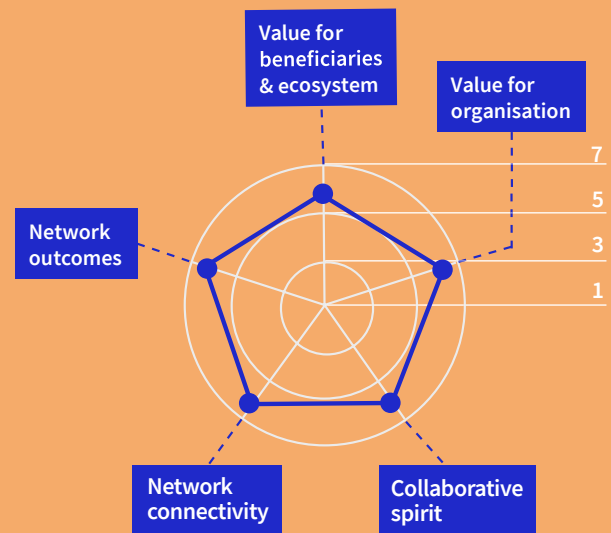 Value for
beneficiaries
& ecosystem
Value for
organisation
7
5
3
1
Network
outcomes
Network
connectivity
Collaborative
spirit